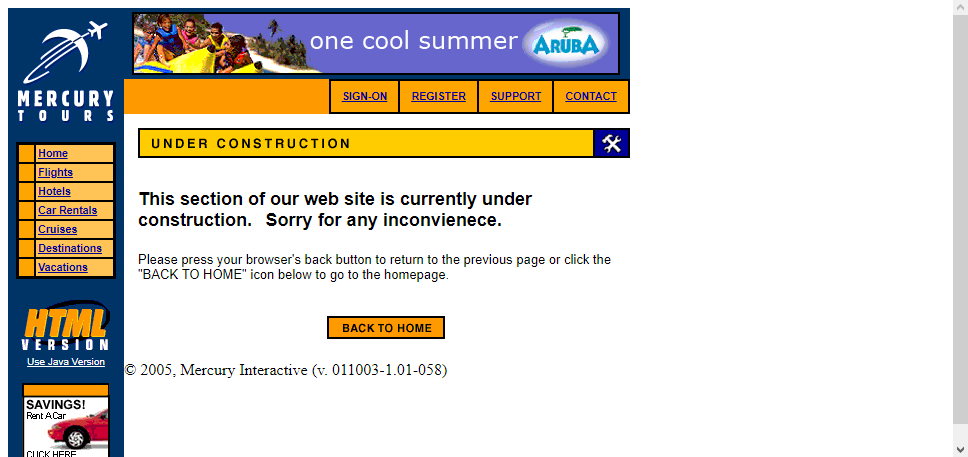 one cool summer ARUBA
MERCURY
TOURS
SIGN-ON REGISTER SUPPORT CONTACT
UNDER CONSTRUCTION
Home
Flights
Hotels
Car Rentals
Cruises
Destinations
Vacations
This section of our web site is currently under
construction. Sorry for any inconvienece.
Please press your browser's back button to return to the previous page or click the
"BACK TO HOME" icon below to go to the homepage.
BACK TO HOME
HTML
VERSION
Use Java Version
© 2005, Mercury Interactive (v. 011003-1.01-058)
SAVINGS!
Rent A Car
CLICK HERE